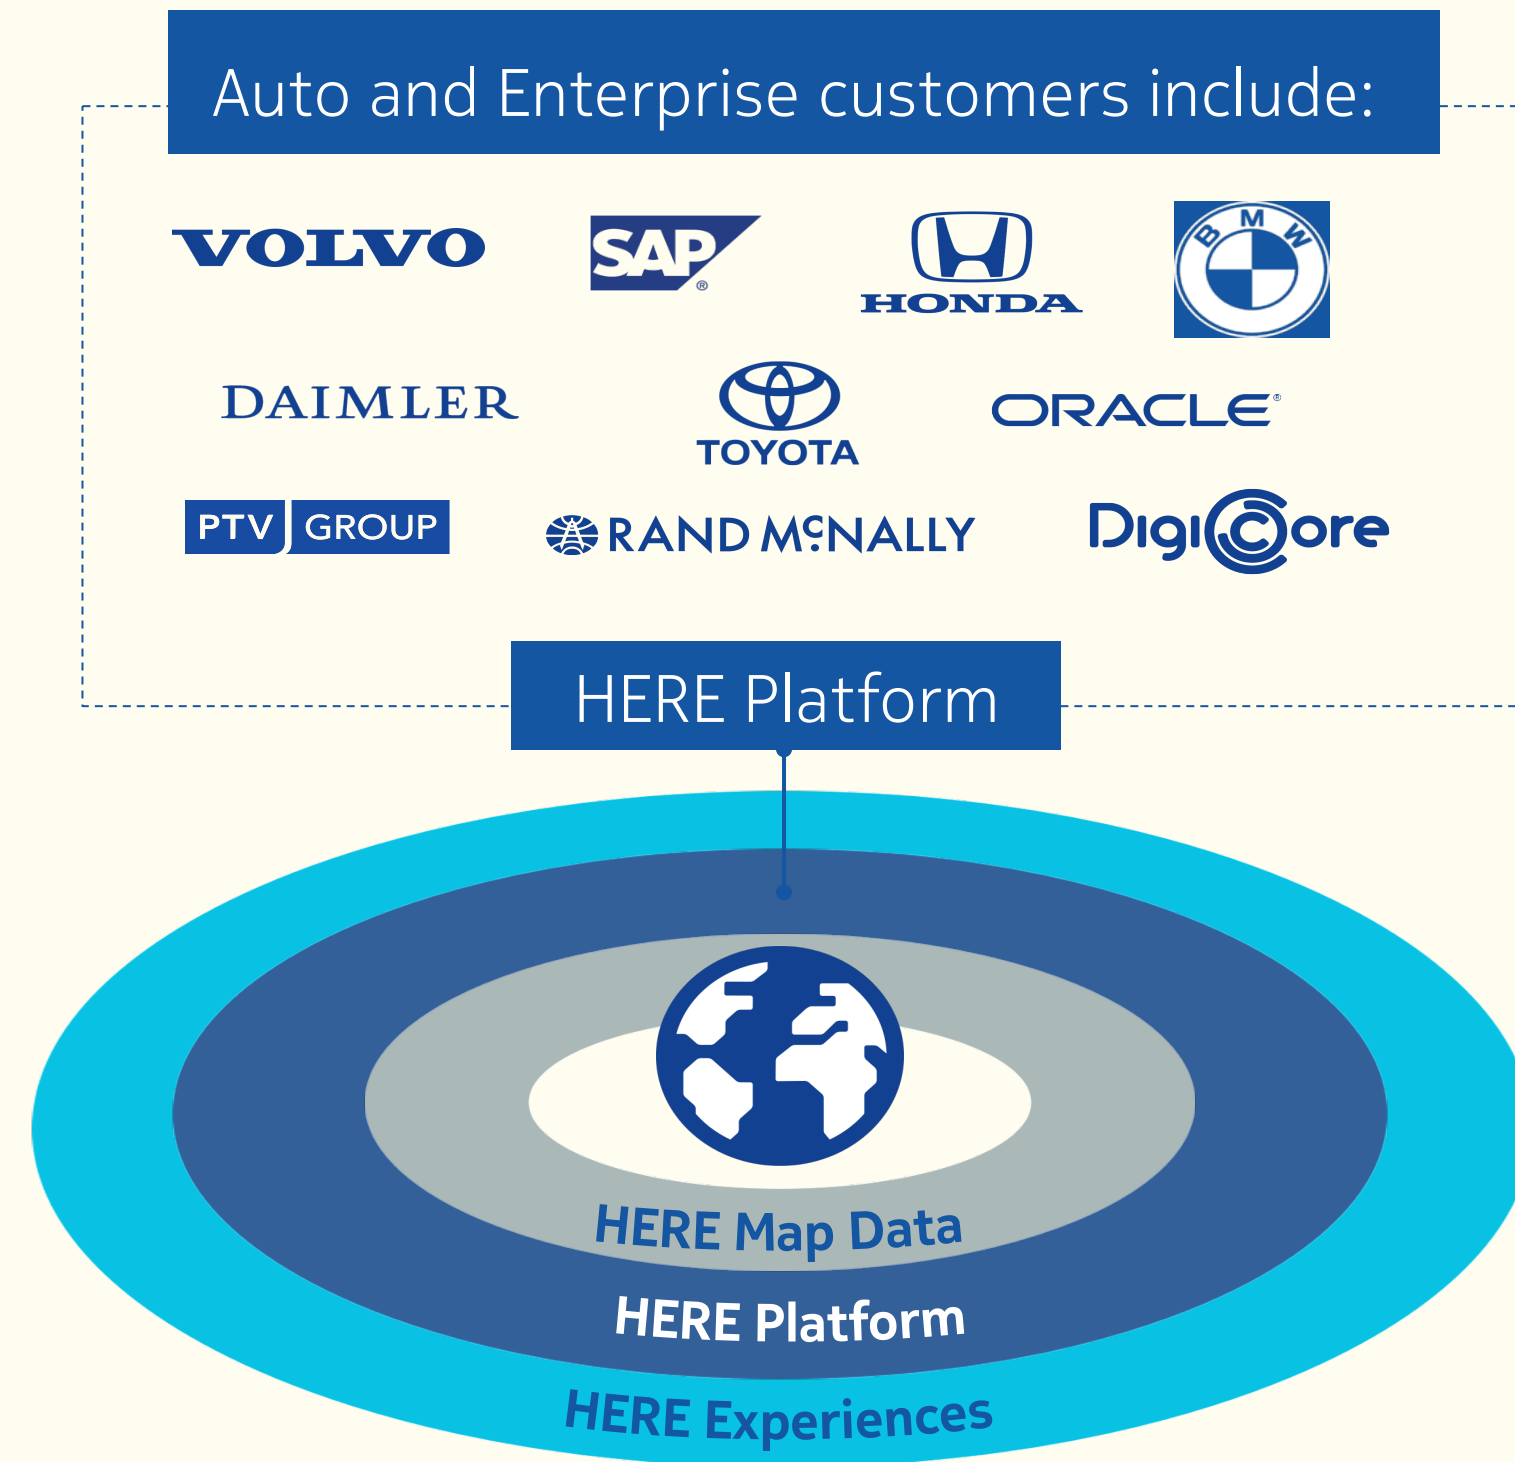 Auto and Enterprise customers include:
VOLVO SAP® HONDA BMW
DAIMLER TOYOTA ORACLE®
PTV GROUP RAND McNALLY DigiCore
HERE Platform
HERE Map Data
HERE Platform
HERE Experiences